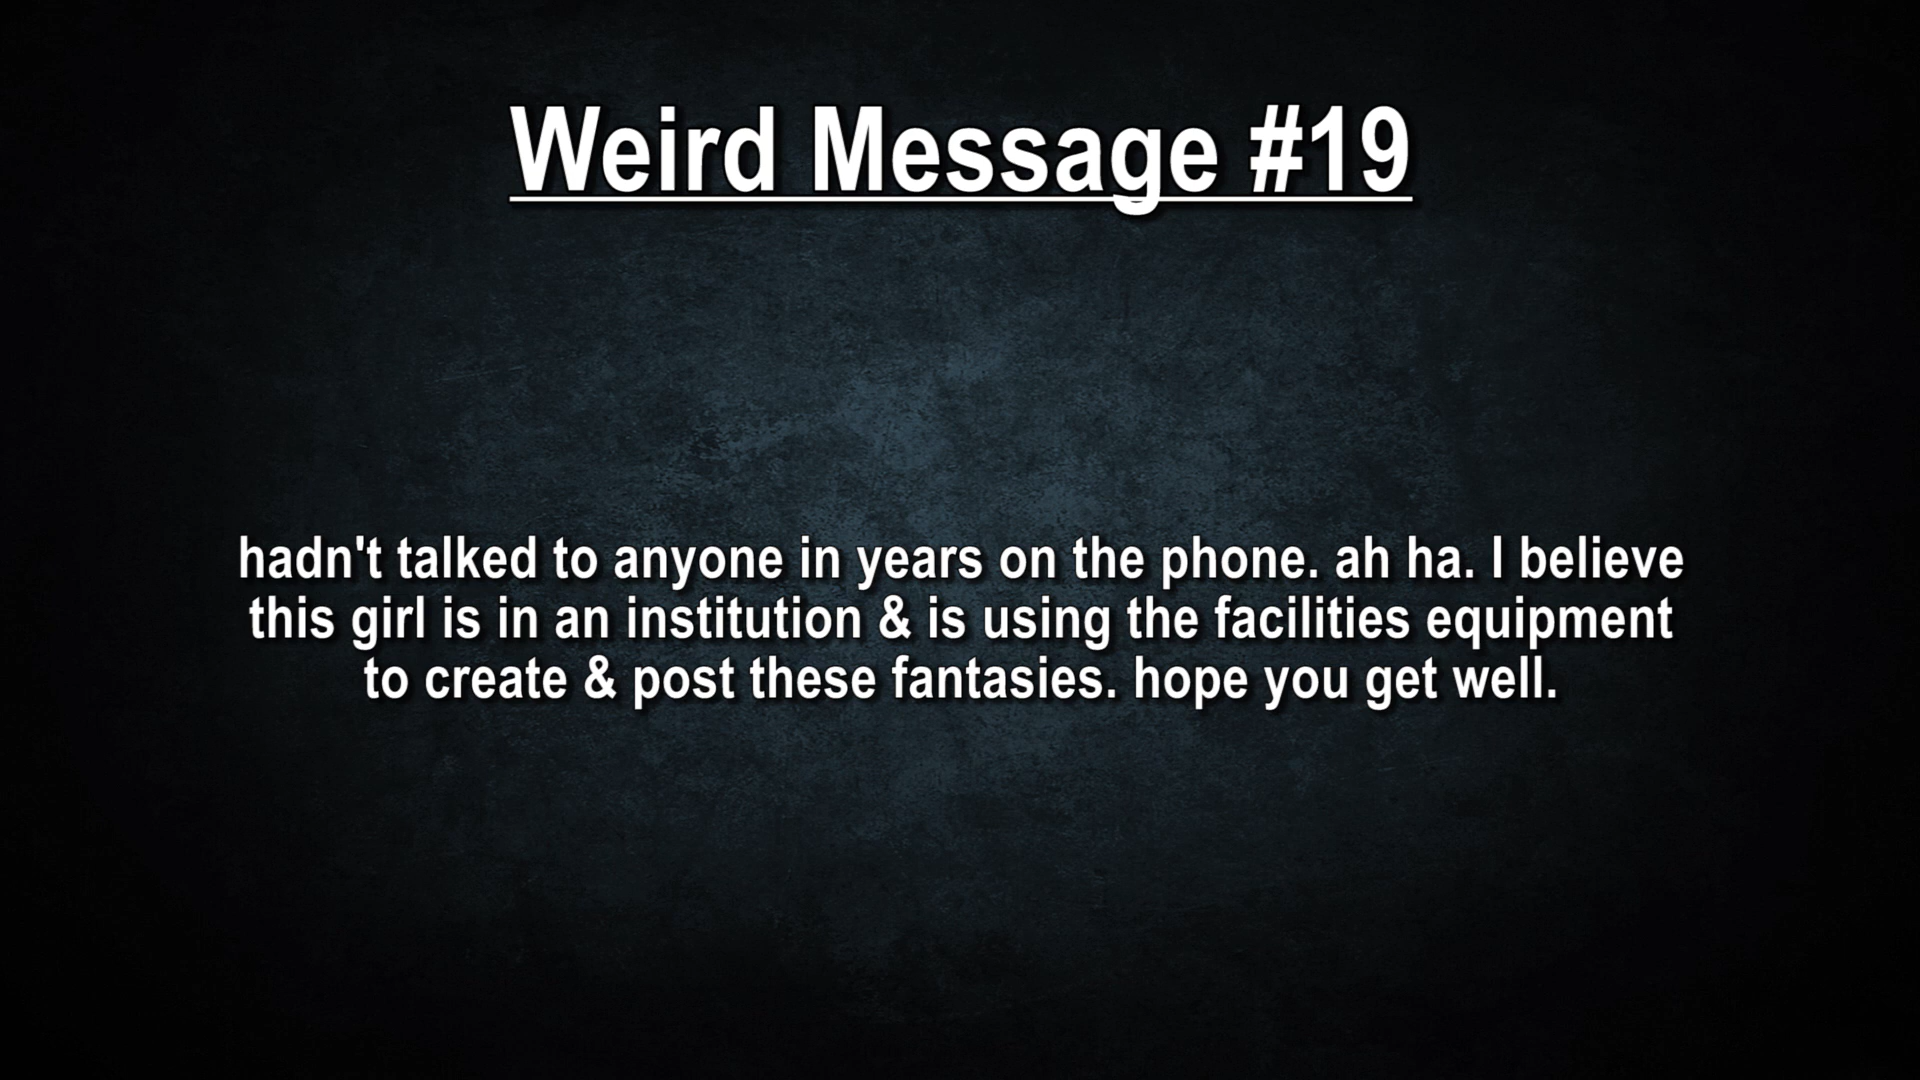 Weird Message #19
hadn't talked to anyone in years on the phone. ah ha. I believe
this girl is in an institution & is using the facilities equipment
to create & post these fantasies. hope you get well.